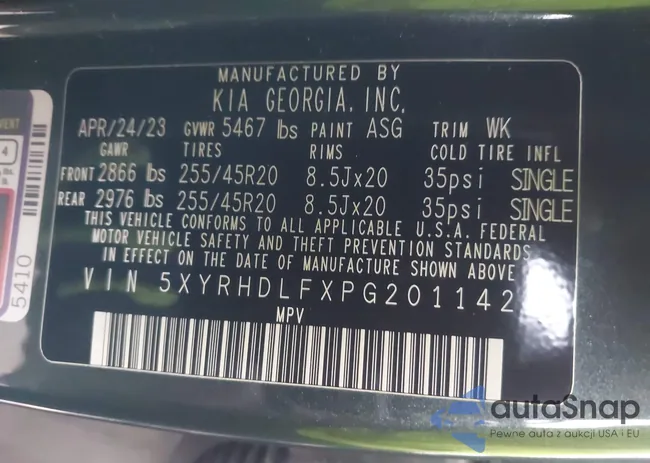 MANUFACTURED BY
KIA GEORGIA, INC.
APR/24/23 GVWR 5467 lbs PAINT ASG TRIM WK
GAWR TIRES RIMS COLD TIRE INFL
FRONT 2866 lbs 255/45R20 8.5Jx20 35psi SINGLE
REAR 2976 lbs 255/45R20 8.5Jx20 35psi SINGLE
THIS VEHICLE CONFORMS TO ALL APPLICABLE U.S.A. FEDERAL
MOTOR VEHICLE SAFETY AND THEFT PREVENTION STANDARDS
IN EFFECT ON THE DATE OF MANUFACTURE SHOWN ABOVE
VIN 5XYRHDLFXPG201142
MPV
4
5410
autoSnap
Pewne auta z aukcji USA i EU